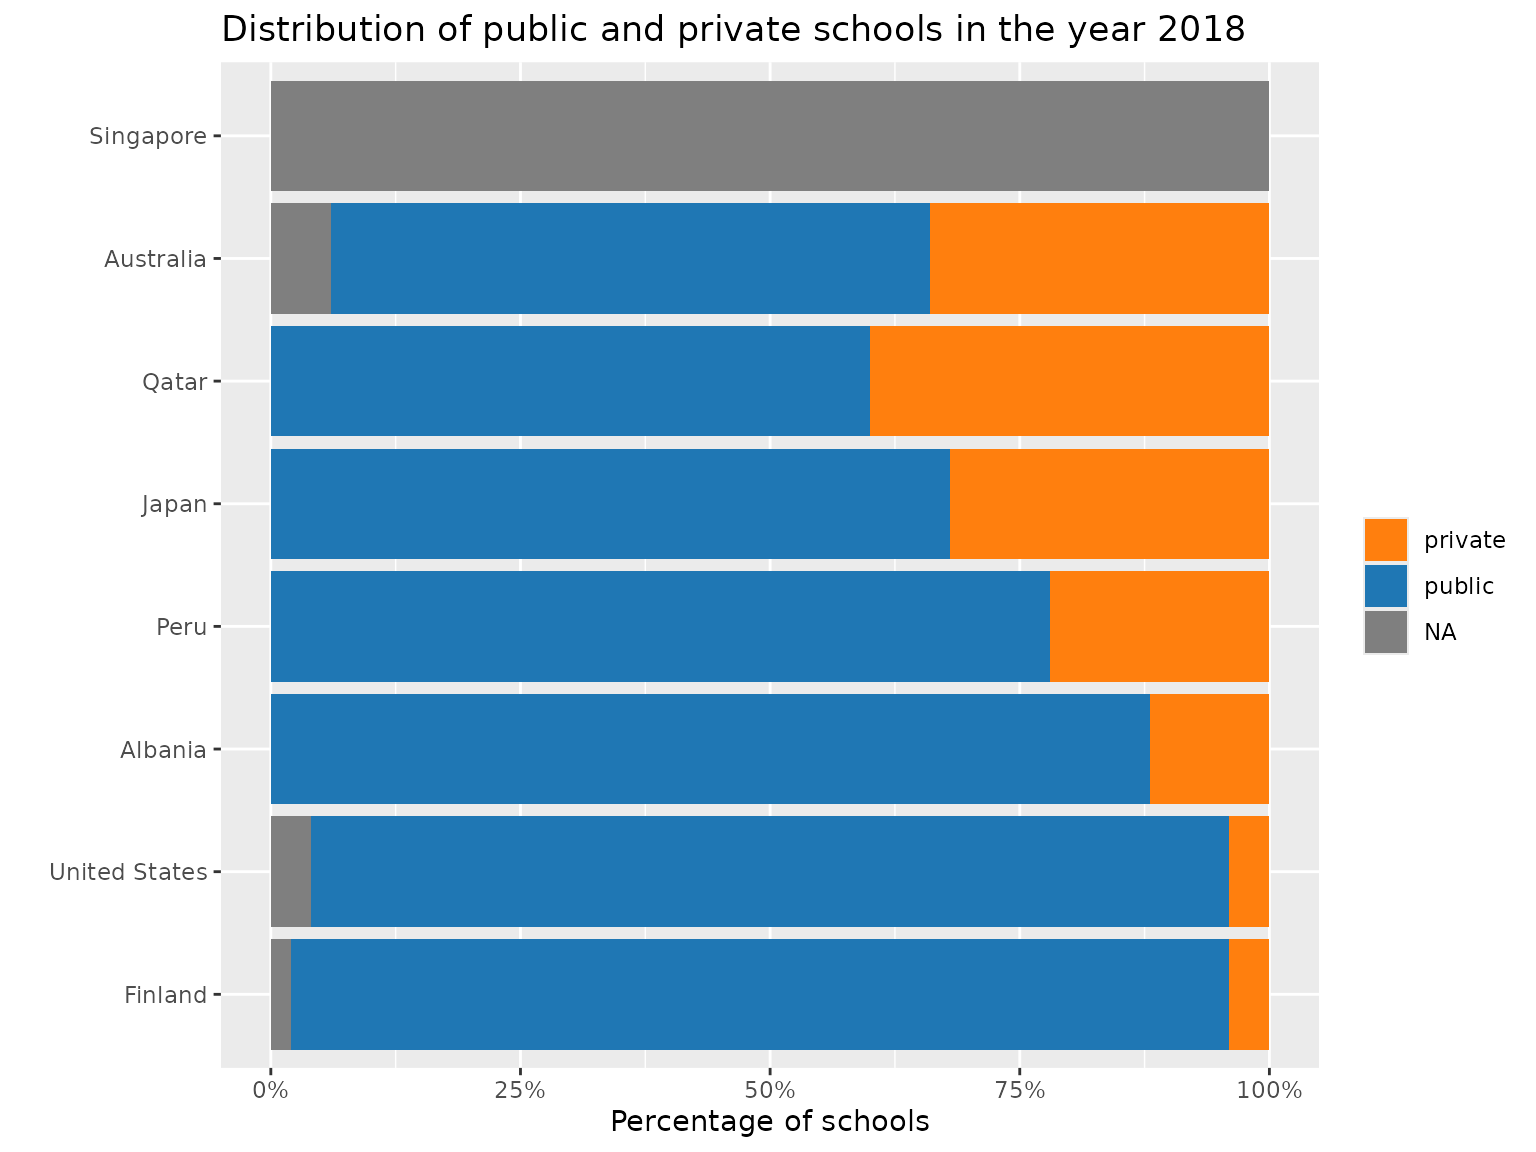 Distribution of public and private schools in the year 2018
Singapore
Australia
Qatar
Japan
Peru
Albania
United States
Finland
0% 25% 50% 75% 100%
Percentage of schools
private
public
NA